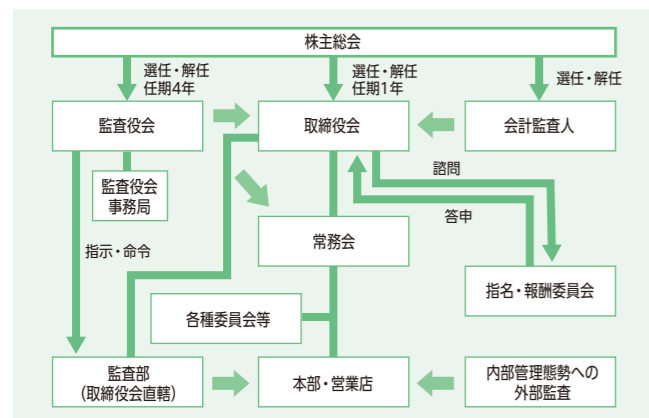 株主総会
選任・解任
任期4年
選任・解任
任期1年
選任・解任
監査役会
取締役会
会計監査人
監査役会
事務局
諮問
答申
指示・命令
常務会
指名・報酬委員会
各種委員会等
監査部
(取締役会直轄)
本部・営業店
内部管理態勢への
外部監査